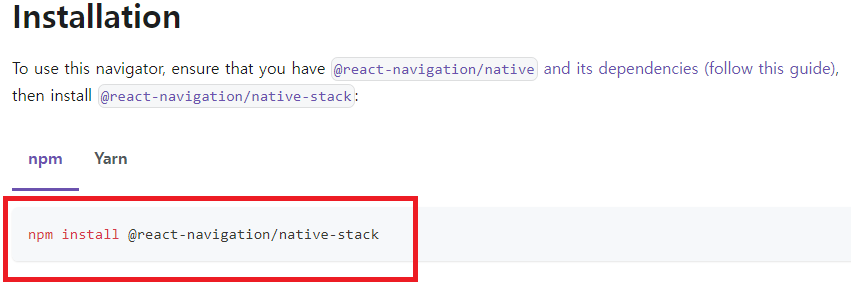 Installation
To use this navigator, ensure that you have @react-navigation/native and its dependencies (follow this guide),
then install @react-navigation/native-stack:
npm Yarn
npm install @react-navigation/native-stack